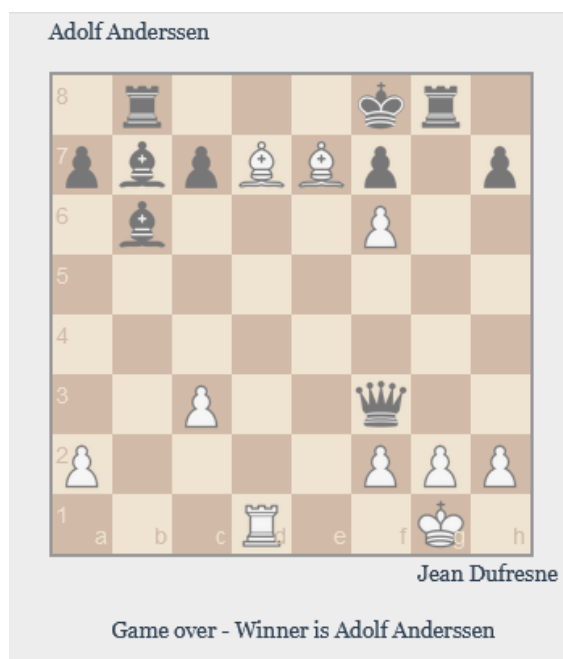 Adolf Anderssen
8
7
6
5
4
3
2
1
a b c d e f g h
Jean Dufresne
Game over - Winner is Adolf Anderssen